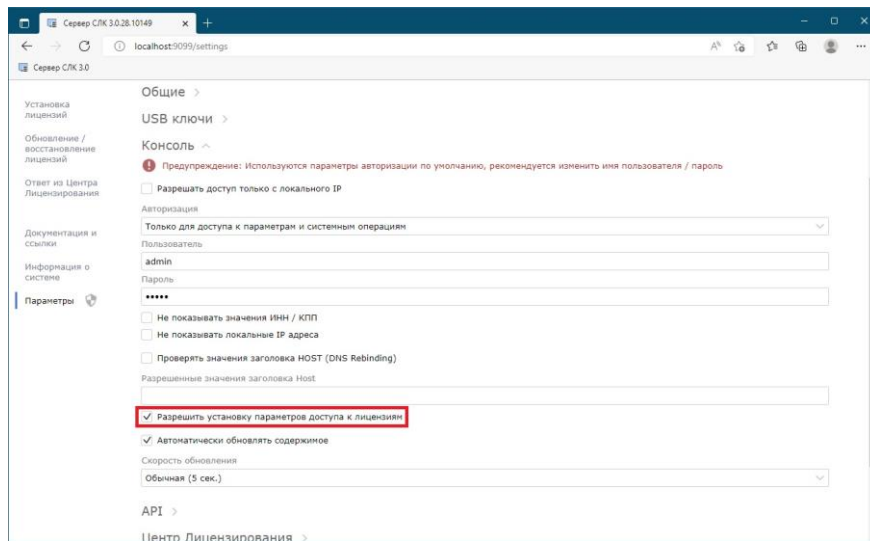 Сервер СЛК 3.0.28.10149
localhost:9099/settings
Сервер СЛК 3.0
Установка
лицензий
Обновление /
восстановление
лицензий
Ответ из Центра
Лицензирования
Документация и
ссылки
Информация о
системе
Параметры
Общие
USB ключи
Консоль
Предупреждение: Используются параметры авторизации по умолчанию, рекомендуется изменить имя пользователя / пароль
Разрешать доступ только с локального IP
Авторизация
Только для доступа к параметрам и системным операциям
Пользователь
admin
Пароль
•••••
Не показывать значения ИНН / КПП
Не показывать локальные IP адреса
Проверять значения заголовка HOST (DNS Rebinding)
Разрешенные значения заголовка Host
Разрешить установку параметров доступа к лицензиям
Автоматически обновлять содержимое
Скорость обновления
Обычная (5 сек.)
API
Центр Лицензирования